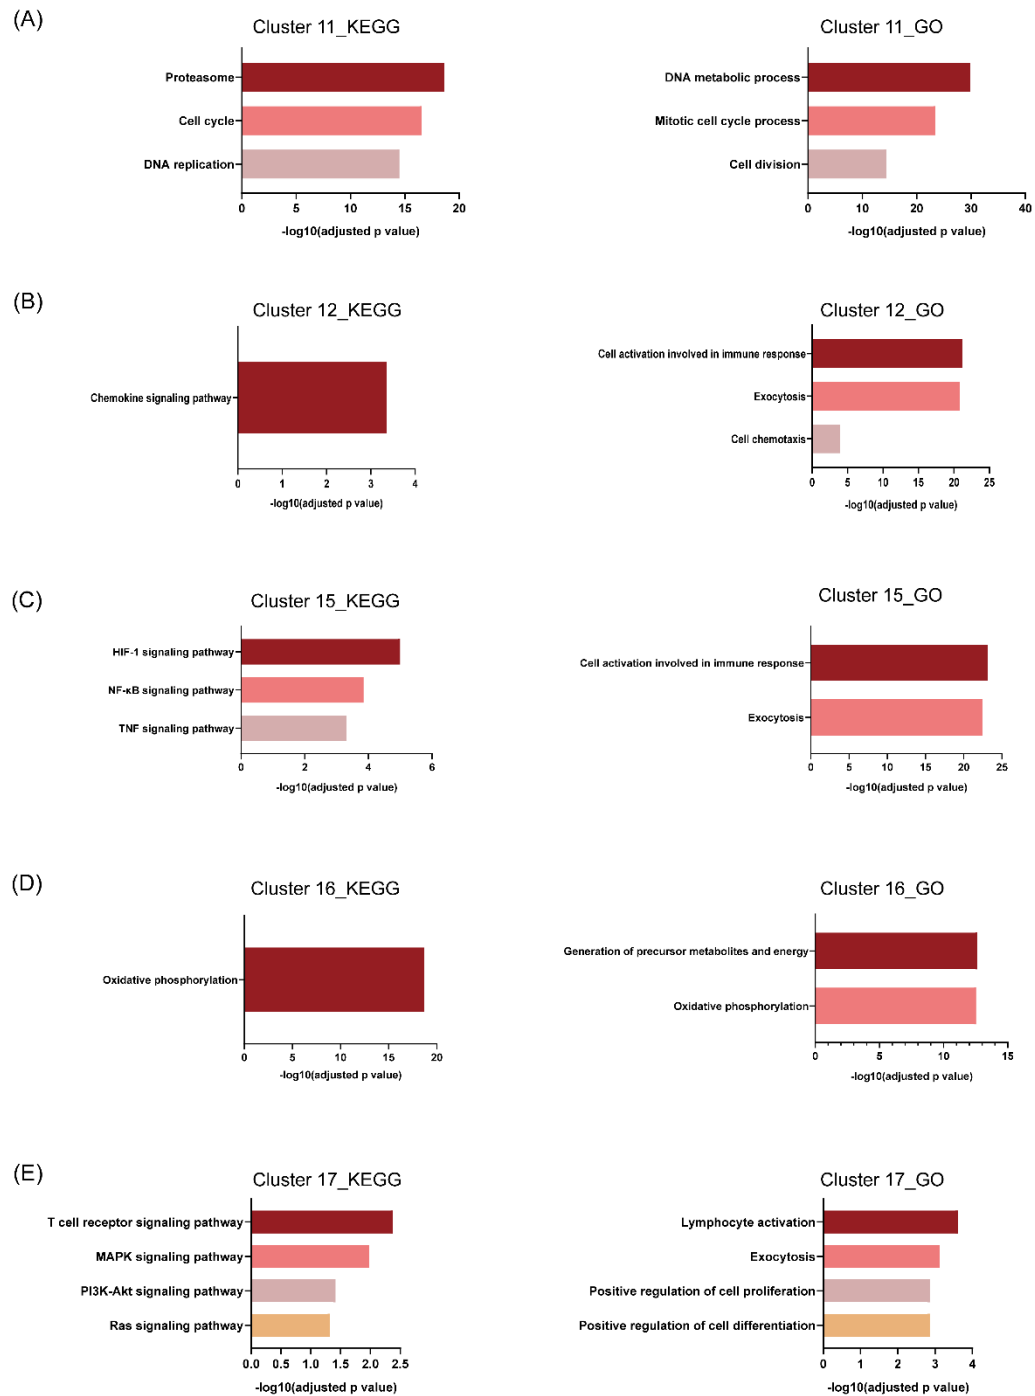 (A)
Cluster 11_KEGG
Proteasome
Cell cycle
DNA replication
0 5 10 15 20
-log10(adjusted p value)
Cluster 11_GO
DNA metabolic process
Mitotic cell cycle process
Cell division
0 10 20 30 40
-log10(adjusted p value)
(B)
Cluster 12_KEGG
Chemokine signaling pathway
0 1 2 3 4
-log10(adjusted p value)
Cluster 12_GO
Cell activation involved in immune response
Exocytosis
Cell chemotaxis
0 5 10 15 20 25
-log10(adjusted p value)
(C)
Cluster 15_KEGG
HIF-1 signaling pathway
NF-κB signaling pathway
TNF signaling pathway
0 2 4 6
-log10(adjusted p value)
Cluster 15_GO
Cell activation involved in immune response
Exocytosis
0 5 10 15 20 25
-log10(adjusted p value)
(D)
Cluster 16_KEGG
Oxidative phosphorylation
0 5 10 15 20
-log10(adjusted p value)
Cluster 16_GO
Generation of precursor metabolites and energy
Oxidative phosphorylation
0 5 10 15
-log10(adjusted p value)
(E)
Cluster 17_KEGG
T cell receptor signaling pathway
MAPK signaling pathway
PI3K-Akt signaling pathway
Ras signaling pathway
0.0 0.5 1.0 1.5 2.0 2.5
-log10(adjusted p value)
Cluster 17_GO
Lymphocyte activation
Exocytosis
Positive regulation of cell proliferation
Positive regulation of cell differentiation
0 1 2 3 4
-log10(adjusted p value)